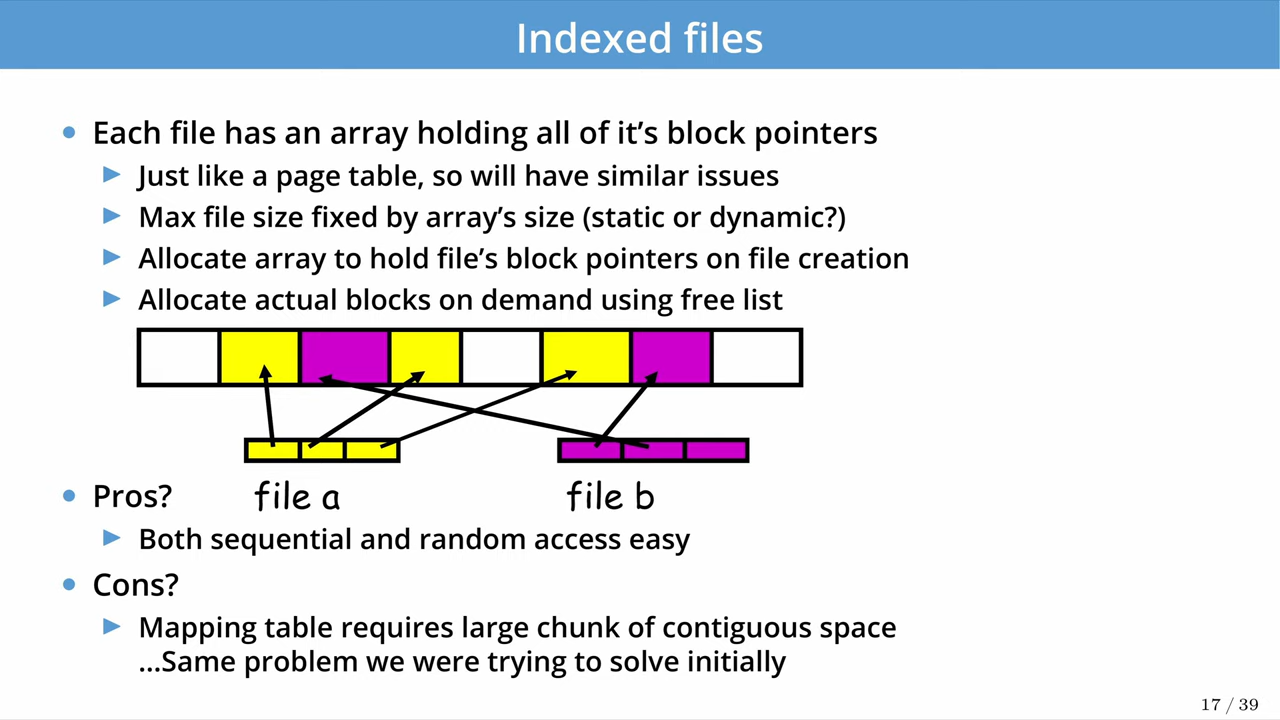 Indexed files
• Each file has an array holding all of it's block pointers
▶ Just like a page table, so will have similar issues
▶ Max file size fixed by array's size (static or dynamic?)
▶ Allocate array to hold file's block pointers on file creation
▶ Allocate actual blocks on demand using free list
file a
file b
• Pros?
▶ Both sequential and random access easy
• Cons?
▶ Mapping table requires large chunk of contiguous space
...Same problem we were trying to solve initially
17 / 39